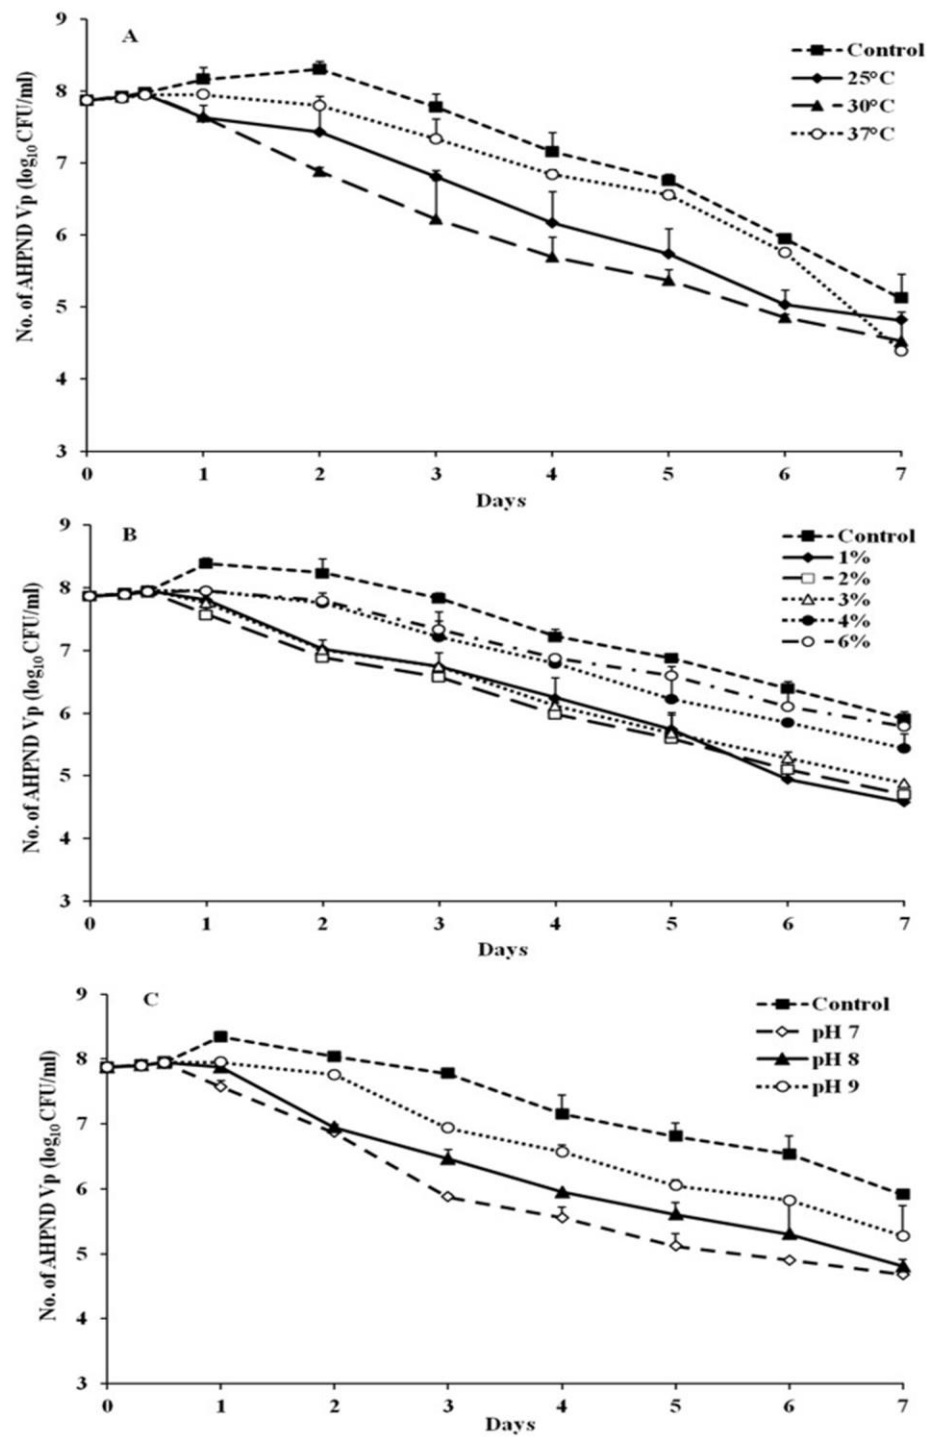 A
No. of AHPND Vp (log10 CFU/ml)
9
8
7
6
5
4
3
Control
25°C
30°C
37°C
0 1 2 3 4 5 6 7
Days
B
No. of AHPND Vp (log10 CFU/ml)
9
8
7
6
5
4
3
Control
1%
2%
3%
4%
6%
0 1 2 3 4 5 6 7
Days
C
No. of AHPND Vp (log10 CFU/ml)
9
8
7
6
5
4
3
Control
pH 7
pH 8
pH 9
0 1 2 3 4 5 6 7
Days